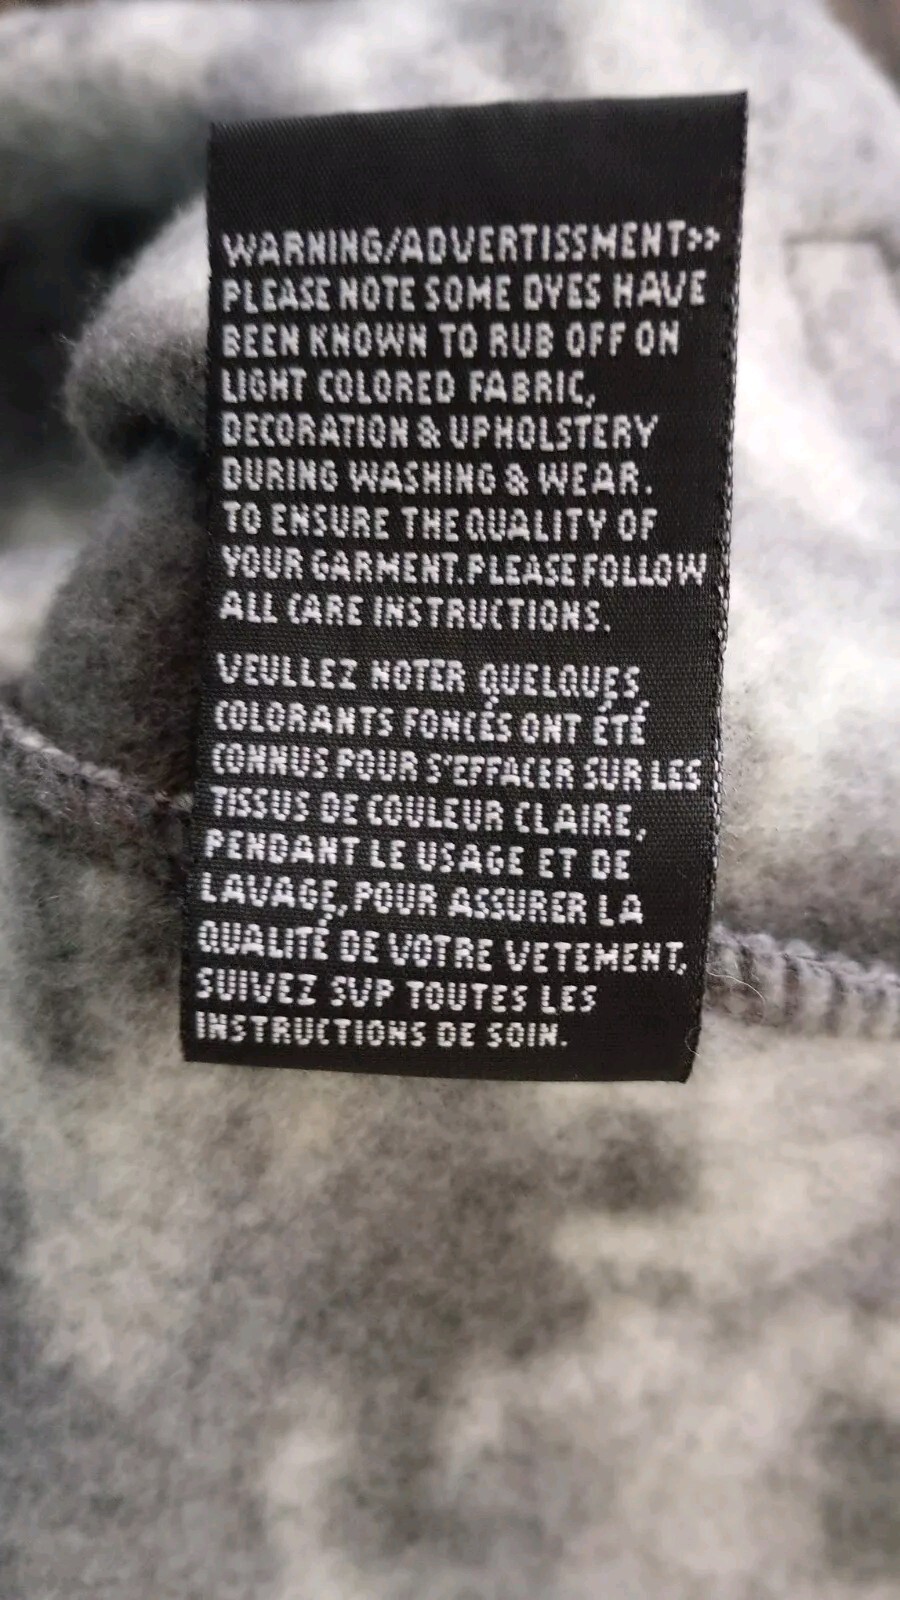 WARNING/ADVERTISSMENT>>
PLEASE NOTE SOME DYES HAVE
BEEN KNOWN TO RUB OFF ON
LIGHT COLORED FABRIC,
DECORATION & UPHOLSTERY
DURING WASHING & WEAR.
TO ENSURE THE QUALITY OF
YOUR GARMENT.PLEASE FOLLOW
ALL CARE INSTRUCTIONS.
VEULLEZ NOTER QUELQUES
COLORANTS FONCÉS ONT ÉTÉ
CONNUS POUR S'EFFACER SUR LES
TISSUS DE COULEUR CLAIRE,
PENDANT LE USAGE ET DE
LAVAGE, POUR ASSURER LA
QUALITÉ DE VOTRE VETEMENT,
SUIVEZ SVP TOUTES LES
INSTRUCTIONS DE SOIN.